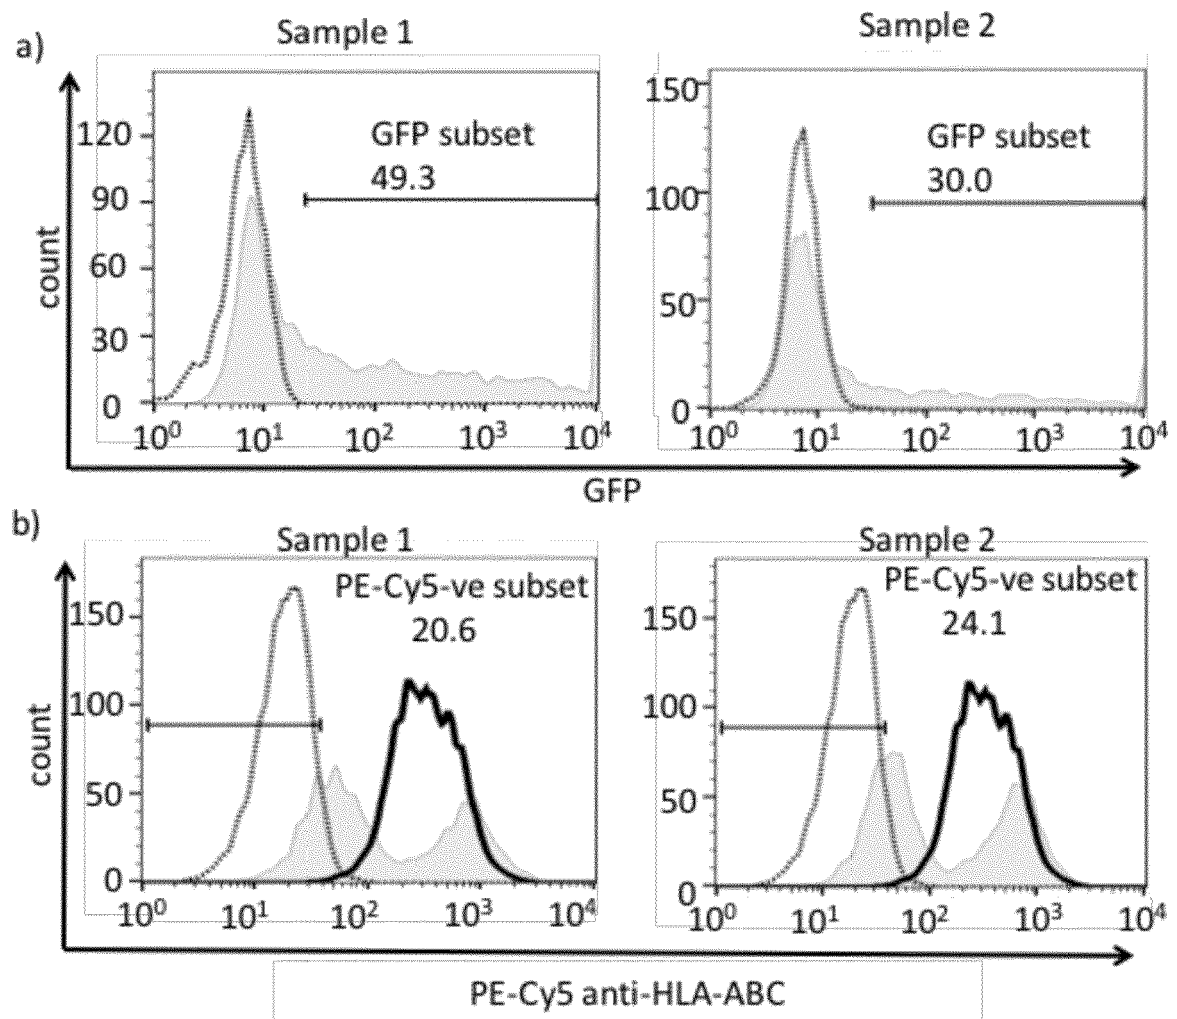 a)
Sample 1
Sample 2
count
120
90
60
30
0
GFP subset
49.3
10⁰ 10¹ 10² 10³ 10⁴
150
100
50
0
GFP subset
30.0
10⁰ 10¹ 10² 10³ 10⁴
GFP
b)
Sample 1
Sample 2
count
150
100
50
0
PE-Cy5-ve subset
20.6
10⁰ 10¹ 10² 10³ 10⁴
150
100
50
0
PE-Cy5-ve subset
24.1
10⁰ 10¹ 10² 10³ 10⁴
PE-Cy5 anti-HLA-ABC